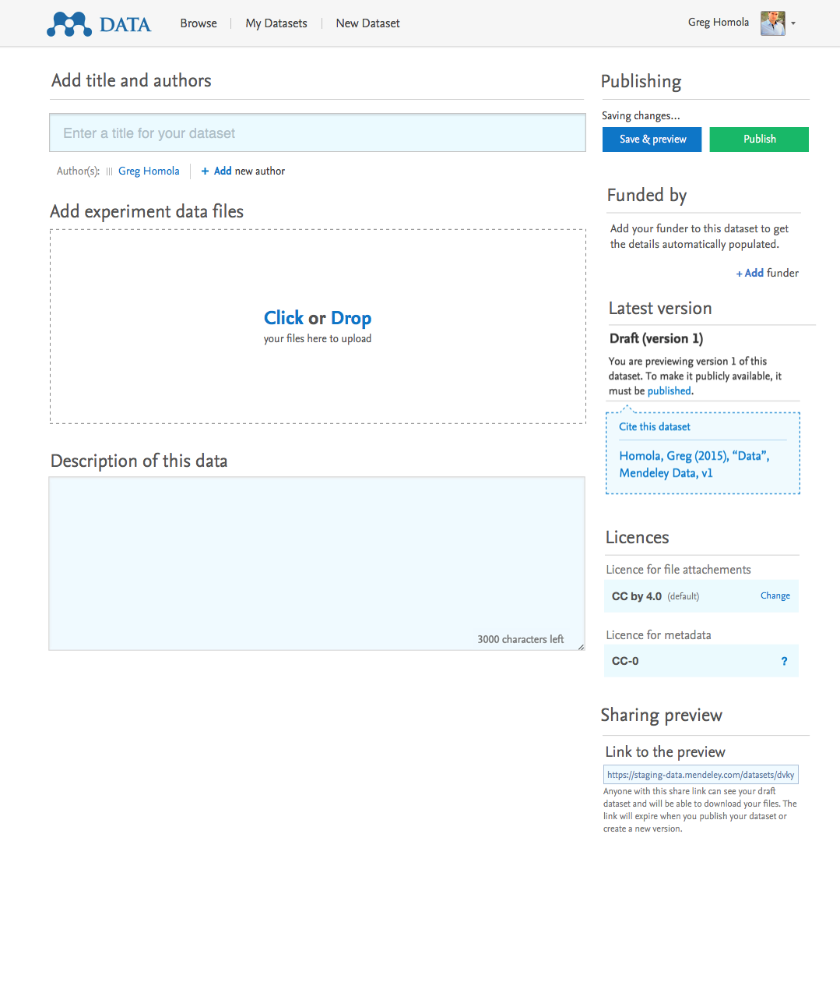 DATA
Browse
My Datasets
New Dataset
Greg Homola
Add title and authors
Enter a title for your dataset
Author(s): Greg Homola + Add new author
Add experiment data files
Click or Drop
your files here to upload
Description of this data
3000 characters left
Publishing
Saving changes...
Save & preview
Publish
Funded by
Add your funder to this dataset to get
the details automatically populated.
+ Add funder
Latest version
Draft (version 1)
You are previewing version 1 of this
dataset. To make it publicly available, it
must be published.
Cite this dataset
Homola, Greg (2015), “Data”,
Mendeley Data, v1
Licences
Licence for file attachements
CC by 4.0 (default) Change
Licence for metadata
CC-0 ?
Sharing preview
Link to the preview
https://staging-data.mendeley.com/datasets/dvky
Anyone with this share link can see your draft
dataset and will be able to download your files. The
link will expire when you publish your dataset or
create a new version.